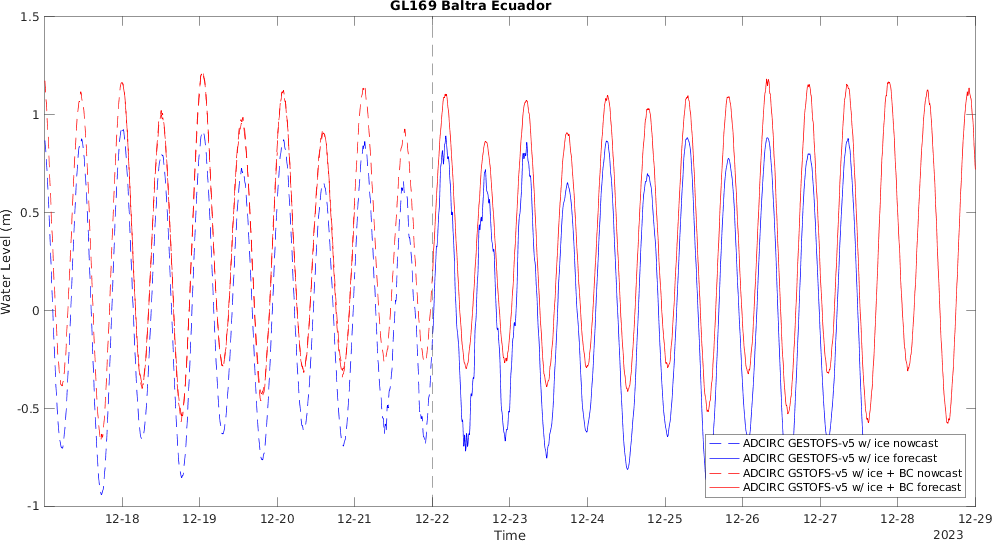 GL169 Baltra Ecuador
1.5
1
0.5
0
-0.5
-1
Water Level (m)
12-18 12-19 12-20 12-21 12-22 12-23 12-24 12-25 12-26 12-27 12-28 12-29
Time
2023
ADCIRC GESTOFS-v5 w/ ice nowcast
ADCIRC GESTOFS-v5 w/ ice forecast
ADCIRC GSTOFS-v5 w/ ice + BC nowcast
ADCIRC GSTOFS-v5 w/ ice + BC forecast